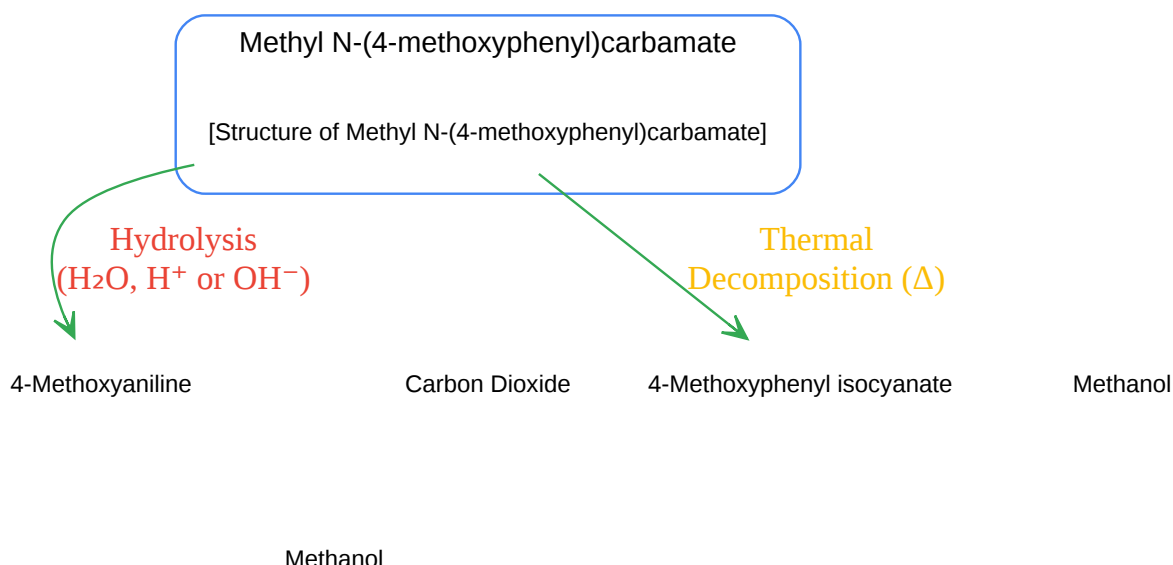 Methyl N-(4-methoxyphenyl)carbamate
[Structure of Methyl N-(4-methoxyphenyl)carbamate]
Hydrolysis
(H₂O, H⁺ or OH⁻)
Thermal
Decomposition (Δ)
4-Methoxyaniline
Carbon Dioxide
4-Methoxyphenyl isocyanate
Methanol
Methanol